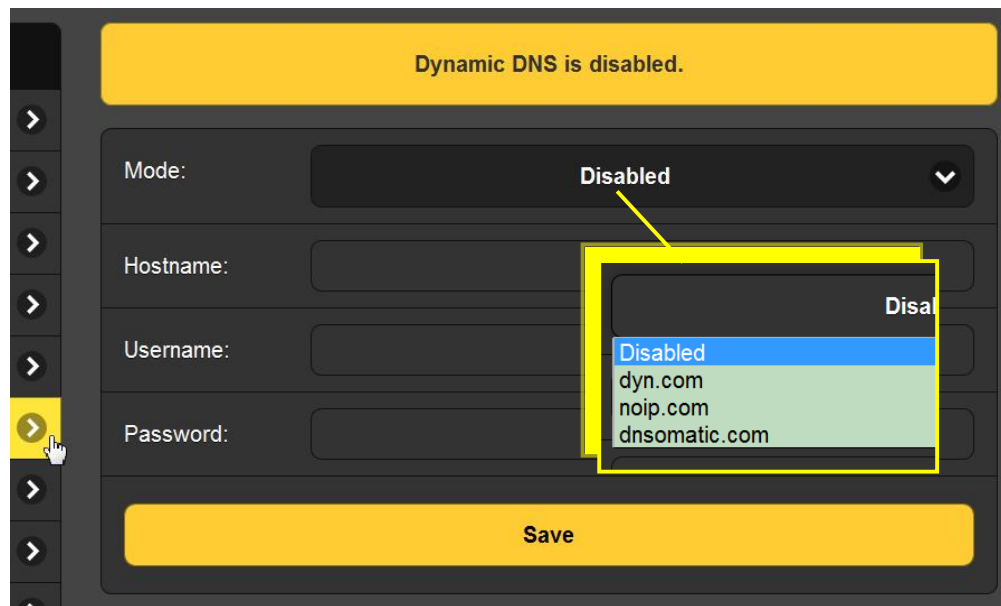 Dynamic DNS is disabled.
Mode:
Disabled
Hostname:
Disal
Username:
Disabled
dyn.com
noip.com
dnsomatic.com
Password:
Save